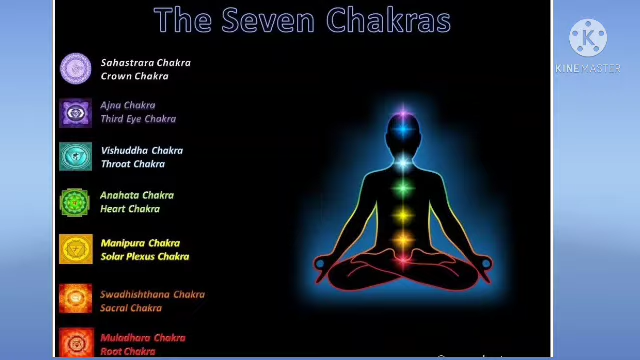 The Seven Chakras
KINEMASTER
Sahastrara Chakra
Crown Chakra
Ajna Chakra
Third Eye Chakra
Vishuddha Chakra
Throat Chakra
Anahata Chakra
Heart Chakra
Manipura Chakra
Solar Plexus Chakra
Swadhishthana Chakra
Sacral Chakra
Muladhara Chakra
Root Chakra